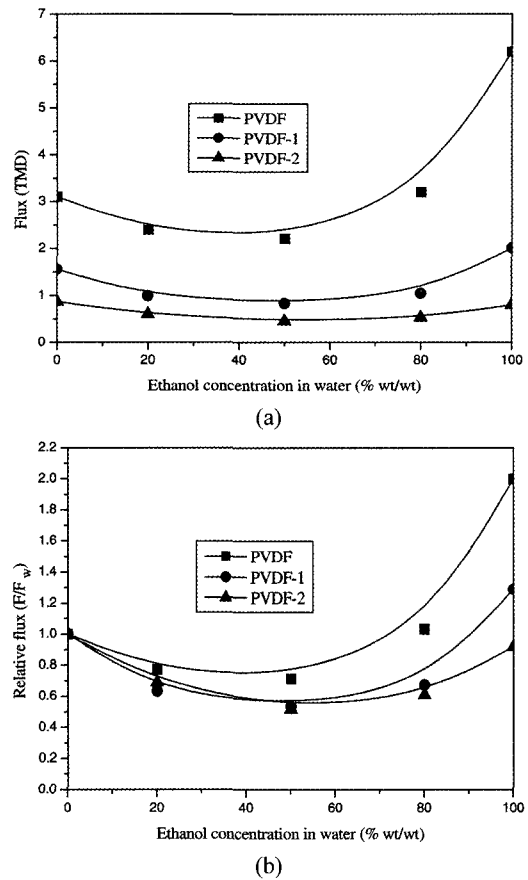 7
6
5
4
3
2
1
0
Flux (TMD)
PVDF
PVDF-1
PVDF-2
0 20 40 60 80 100
Ethanol concentration in water (% wt/wt)
(a)
2.2
2.0
1.8
1.6
1.4
1.2
1.0
0.8
0.6
0.4
0.2
0.0
Relative flux (F/Fw)
PVDF
PVDF-1
PVDF-2
0 20 40 60 80 100
Ethanol concentration in water (% wt/wt)
(b)